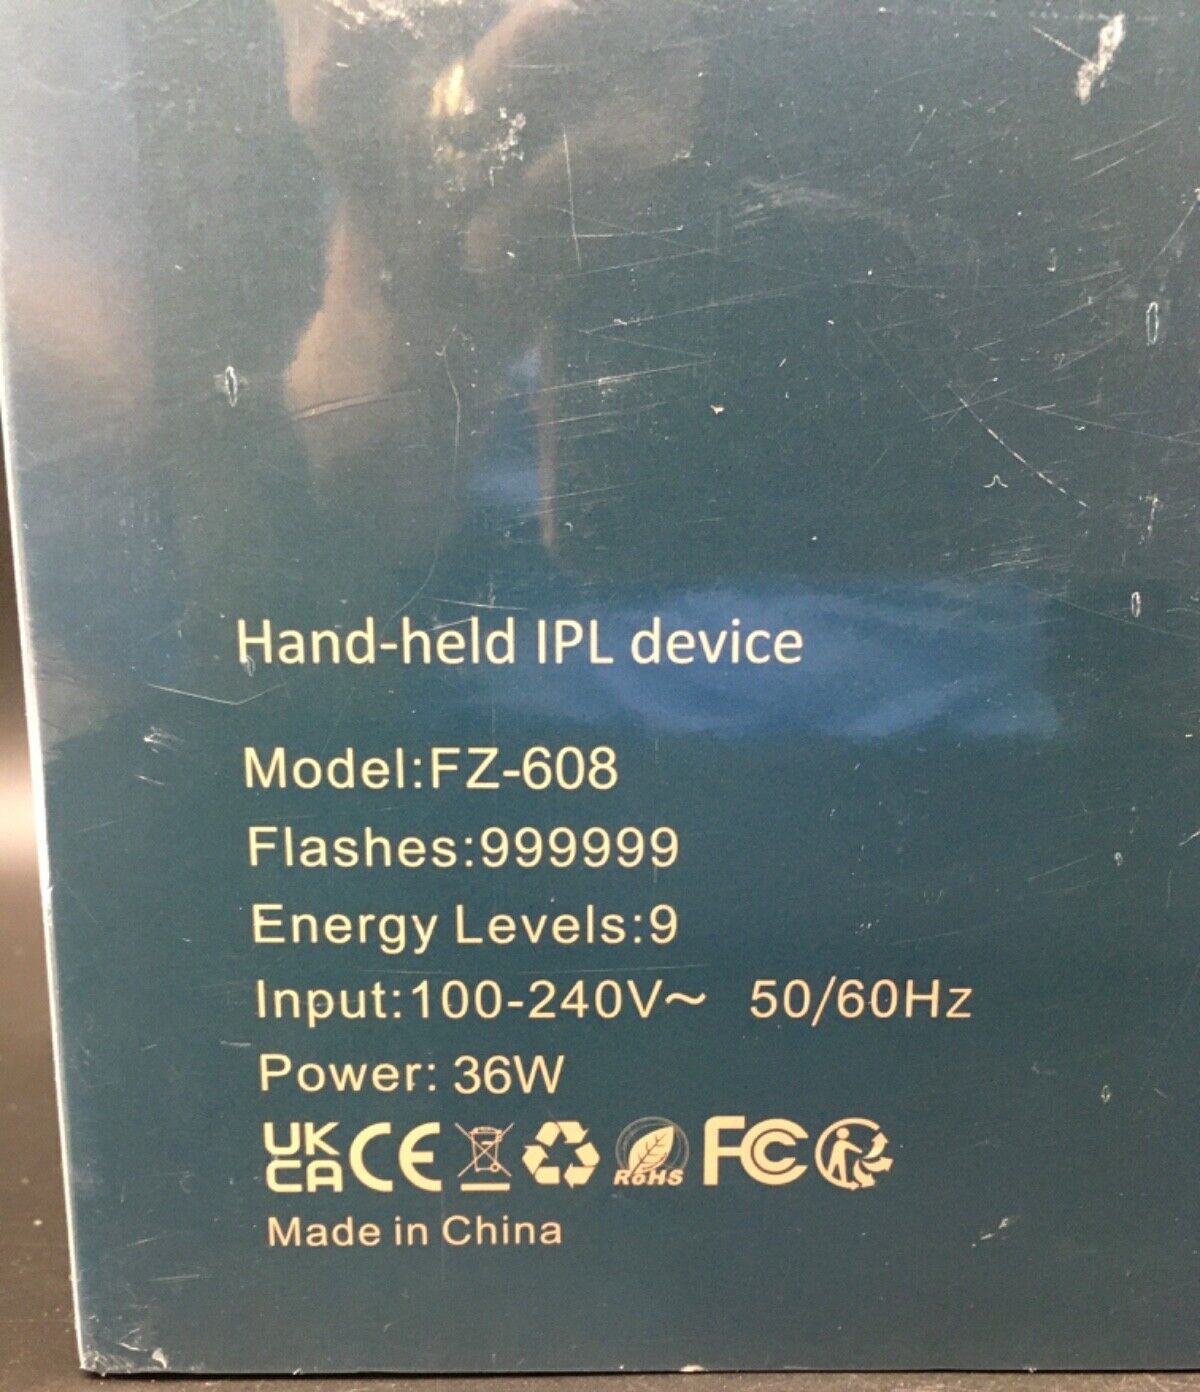 Hand-held IPL device
Model:FZ-608
Flashes:999999
Energy Levels:9
Input:100-240V~ 50/60Hz
Power: 36W
UK
CA CE RoHS FC
Made in China